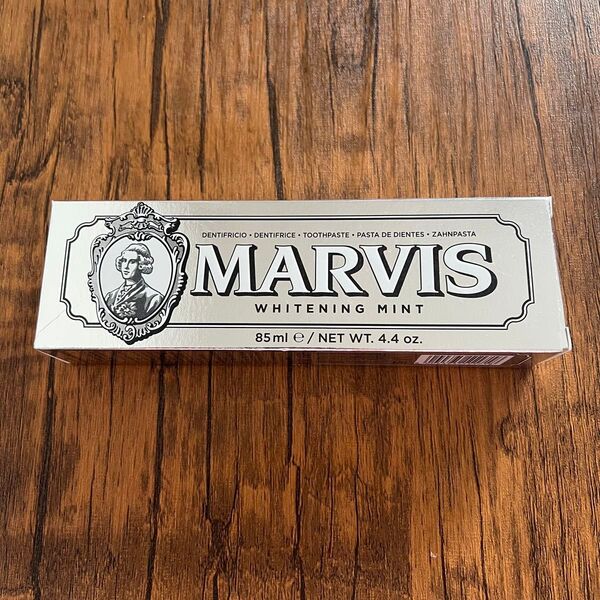 DENTIFRICIO • DENTIFRICE • TOOTHPASTE • PASTA DE DIENTES • ZAHNPASTA
MARVIS
WHITENING MINT
85ml ℮ / NET WT. 4.4 oz.